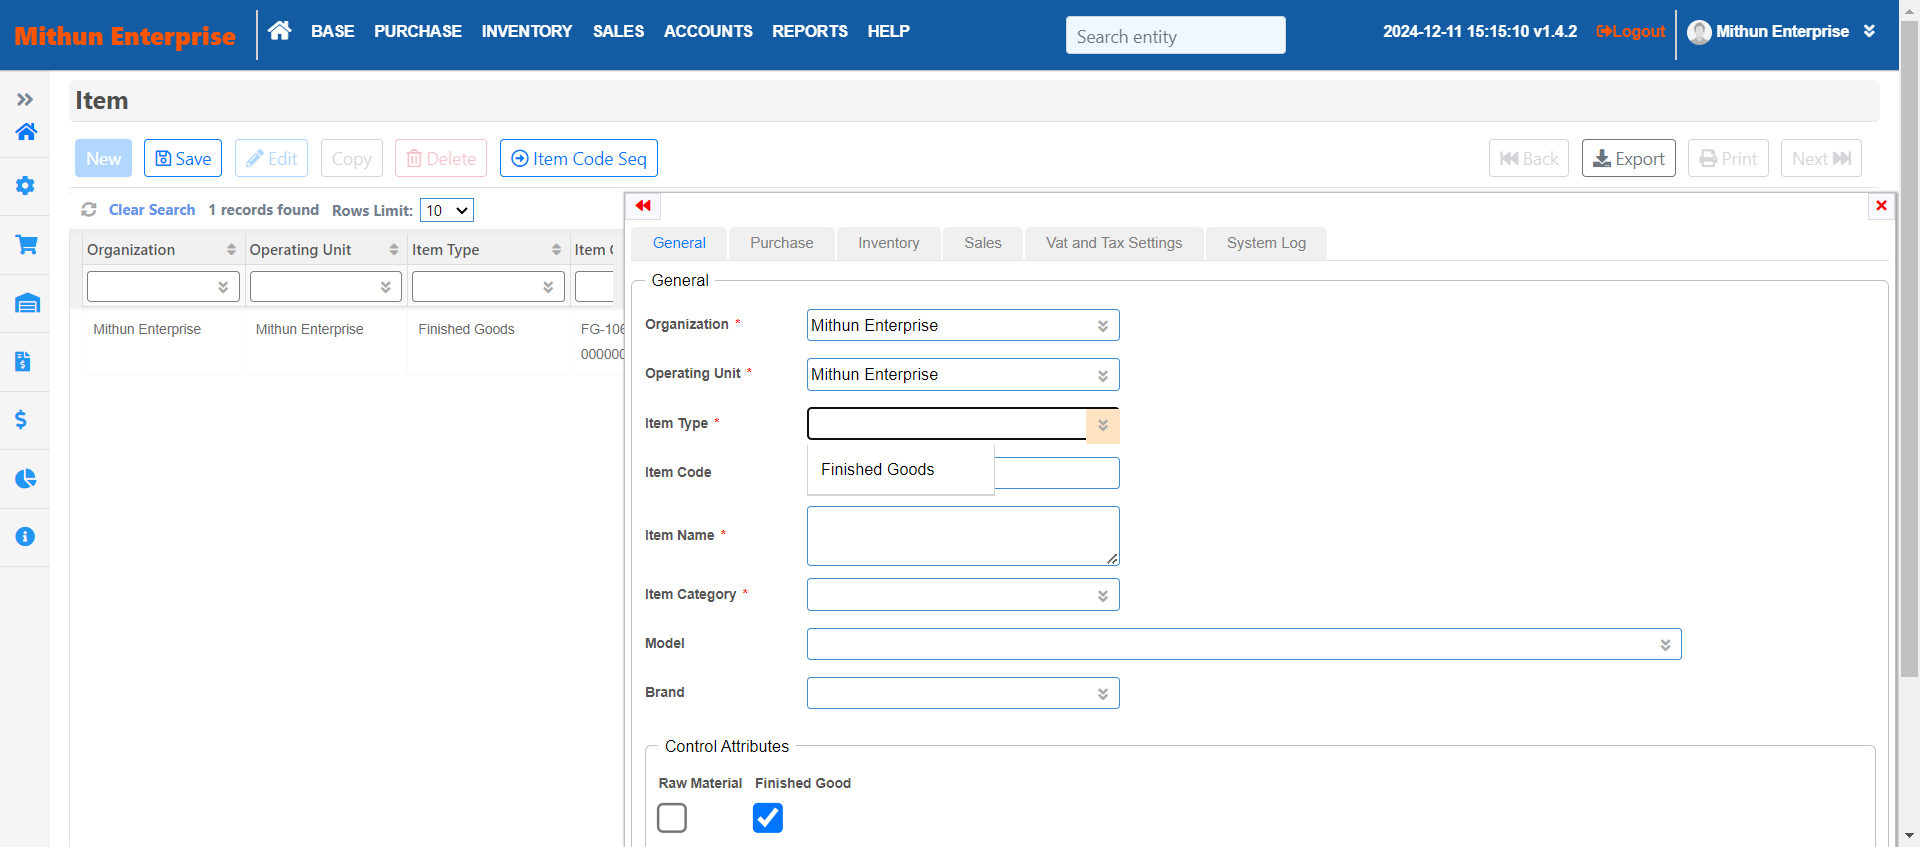 Mithun Enterprise
BASE PURCHASE INVENTORY SALES ACCOUNTS REPORTS HELP
Search entity
2024-12-11 15:15:10 v1.4.2
Logout
Mithun Enterprise
Item
New Save Edit Copy Delete Item Code Seq
Back Export Print Next
Clear Search 1 records found Rows Limit: 10
Organization Operating Unit Item Type Item C
Mithun Enterprise Mithun Enterprise Finished Goods FG-106
000000
General Purchase Inventory Sales Vat and Tax Settings System Log
General
Organization * Mithun Enterprise
Operating Unit * Mithun Enterprise
Item Type *
Finished Goods
Item Code
Item Name *
Item Category *
Model
Brand
Control Attributes
Raw Material Finished Good